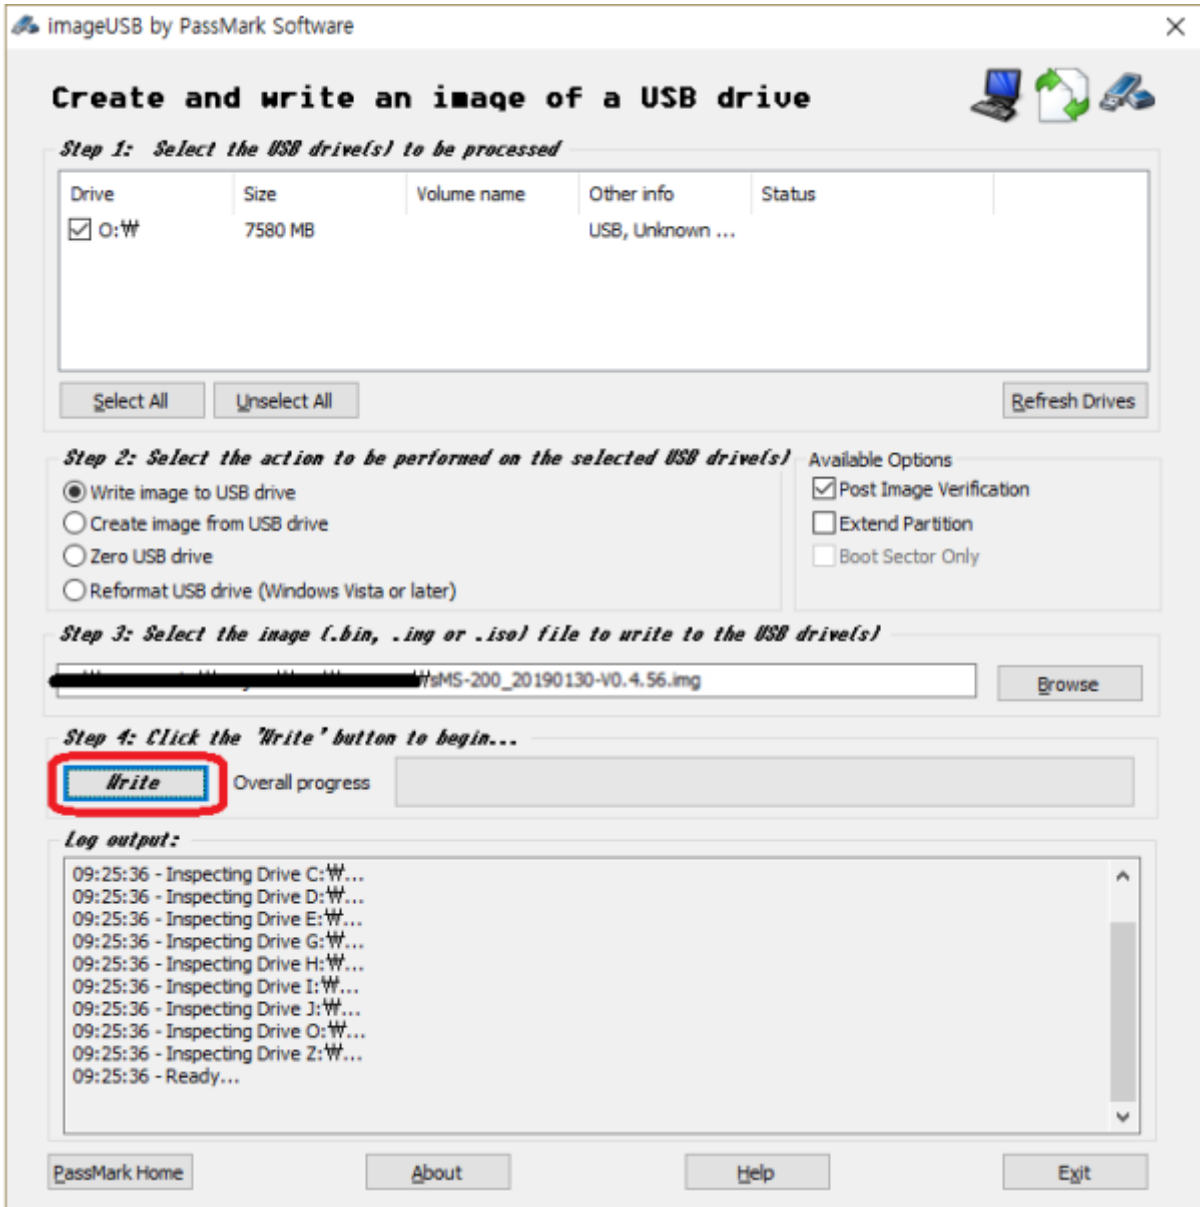 imageUSB by PassMark Software
Create and write an image of a USB drive
Step 1: Select the USB drive(s) to be processed
Drive Size Volume name Other info Status
O:₩ 7580 MB USB, Unknown ...
Select All Unselect All Refresh Drives
Step 2: Select the action to be performed on the selected USB drive(s) Available Options
Write image to USB drive Post Image Verification
Create image from USB drive Extend Partition
Zero USB drive Boot Sector Only
Reformat USB drive (Windows Vista or later)
Step 3: Select the image (.bin, .img or .iso) file to write to the USB drive(s)
₩sMS-200_20190130-V0.4.56.img Browse
Step 4: Click the 'Write' button to begin...
Write Overall progress
Log output:
09:25:36 - Inspecting Drive C:₩...
09:25:36 - Inspecting Drive D:₩...
09:25:36 - Inspecting Drive E:₩...
09:25:36 - Inspecting Drive G:₩...
09:25:36 - Inspecting Drive H:₩...
09:25:36 - Inspecting Drive I:₩...
09:25:36 - Inspecting Drive J:₩...
09:25:36 - Inspecting Drive O:₩...
09:25:36 - Inspecting Drive Z:₩...
09:25:36 - Ready...
PassMark Home About Help Exit